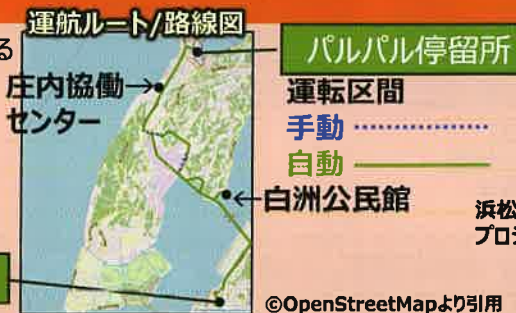 運航ルート/路線図
る
パルパル停留所
庄内協働→
センター
運転区間
手動
自動
←白洲公民館
浜松
プロ
©OpenStreetMapより引用